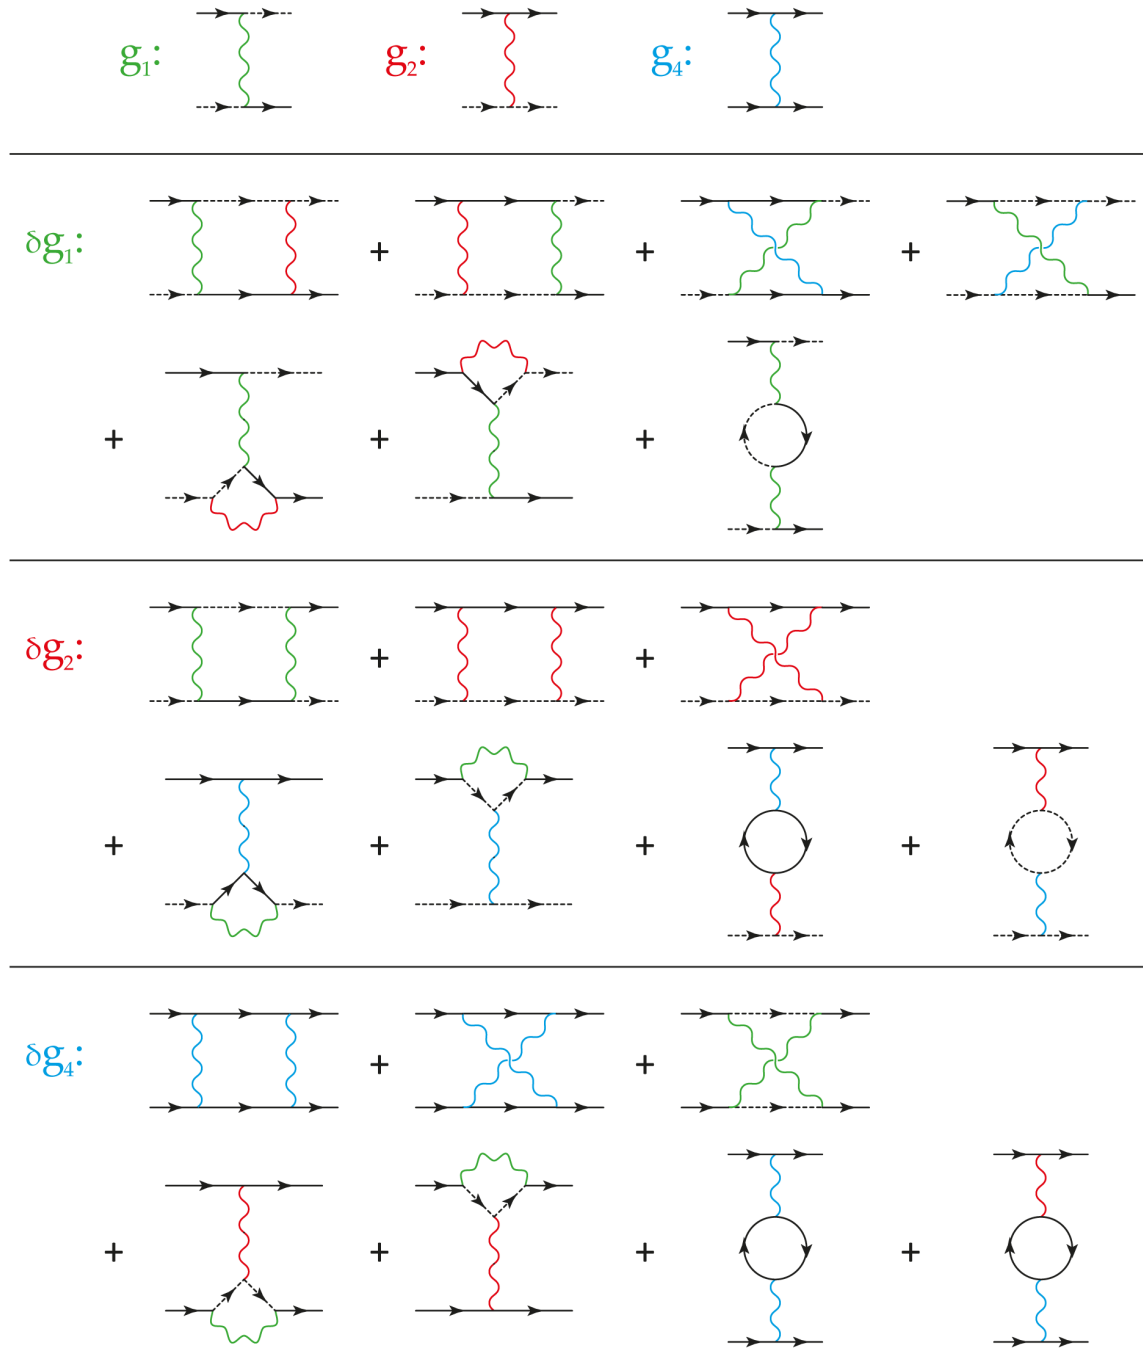 g₁: g₂: g₄:
δg₁: + + +
+ + +
δg₂: + +
+ + + +
δg₄: + +
+ + + +